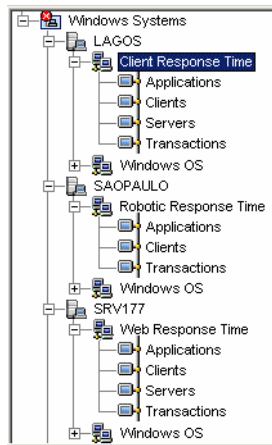 Windows Systems
LAGOS
Client Response Time
Applications
Clients
Servers
Transactions
Windows OS
SAOPAULO
Robotic Response Time
Applications
Clients
Transactions
Windows OS
SRV177
Web Response Time
Applications
Clients
Servers
Transactions
Windows OS